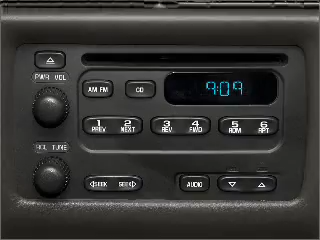 PWR VOL
AM FM
CD
9:09
1 2 3 4 5 6
PREV NEXT REV FWD RDM RPT
TUNE
SEEK SEEK
AUDIO